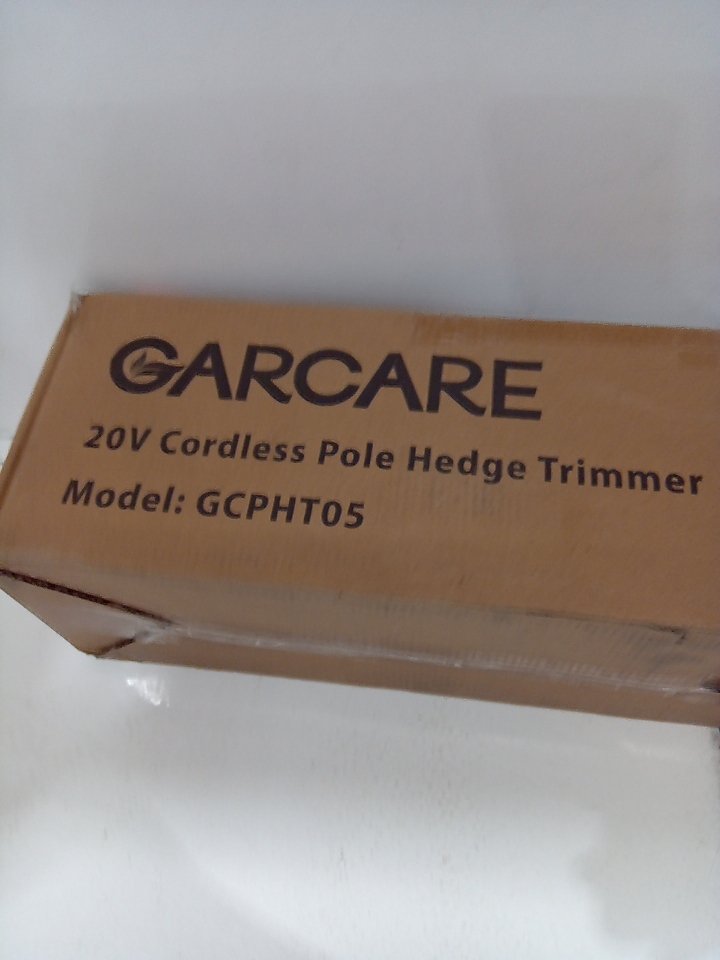 GARCARE
20V Cordless Pole Hedge Trimmer
Model: GCPHT05